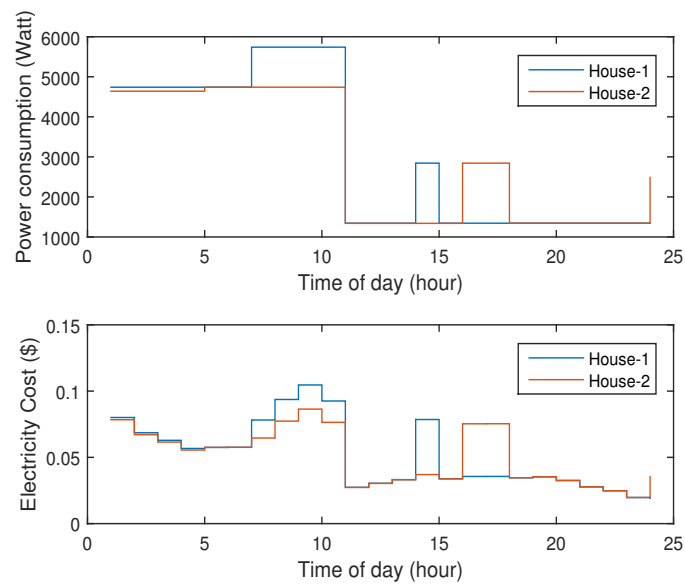 Power consumption (Watt)
6000
5000
4000
3000
2000
1000
House-1
House-2
0 5 10 15 20 25
Time of day (hour)
Electricity Cost ($)
0.15
0.1
0.05
0
House-1
House-2
0 5 10 15 20 25
Time of day (hour)